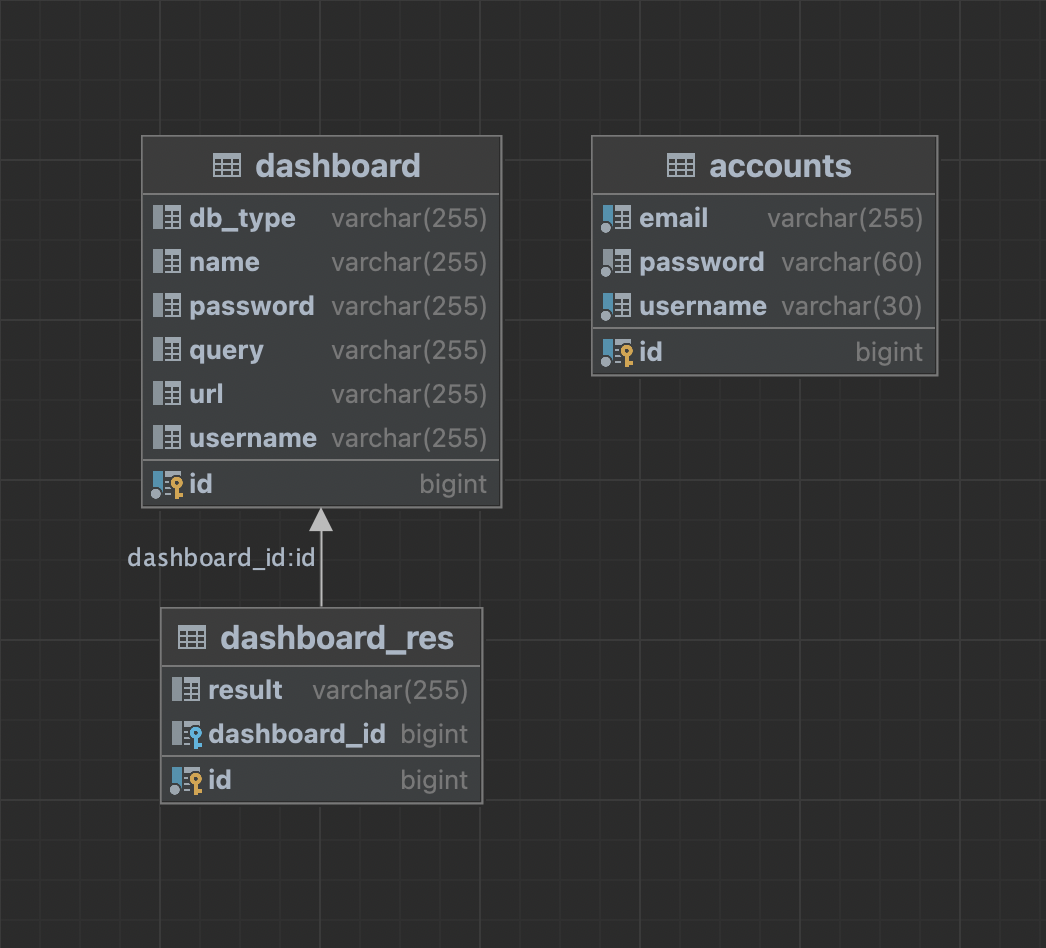 dashboard
db_type varchar(255)
name varchar(255)
password varchar(255)
query varchar(255)
url varchar(255)
username varchar(255)
id bigint
accounts
email varchar(255)
password varchar(60)
username varchar(30)
id bigint
dashboard_id:id
dashboard_res
result varchar(255)
dashboard_id bigint
id bigint